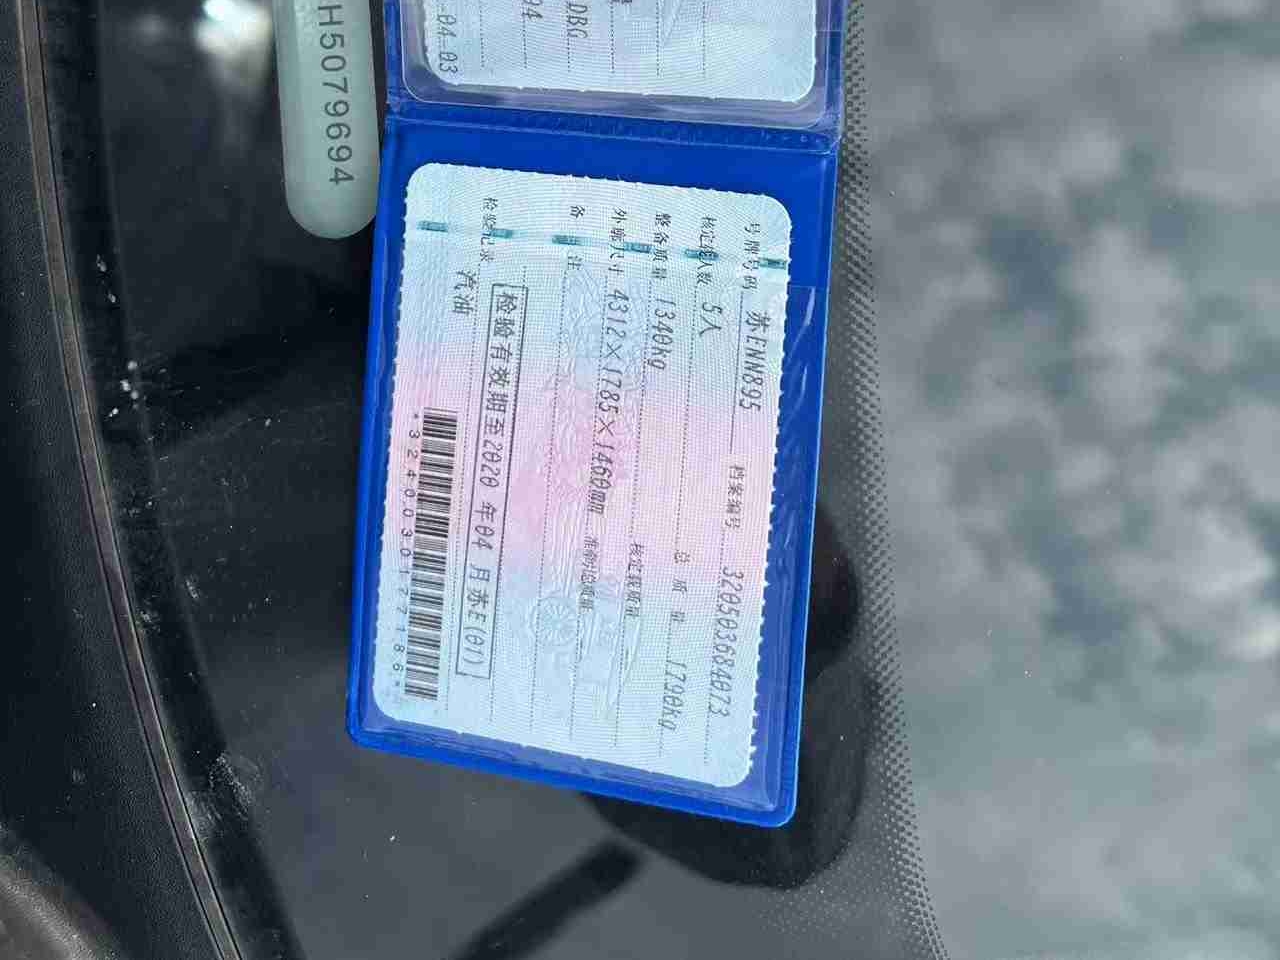 H5079694
DBG
94
-04.03
号牌号码 苏ENN895 档案编号 320503684073
核定载人数 5人 总质量 1790kg
整备质量 1340kg 核定载质量
外廓尺寸 4312×1785×1460mm 准牵引总质量
备注
检验有效期至2020年04月苏E(01)
检验记录
汽油
*3240030177186*